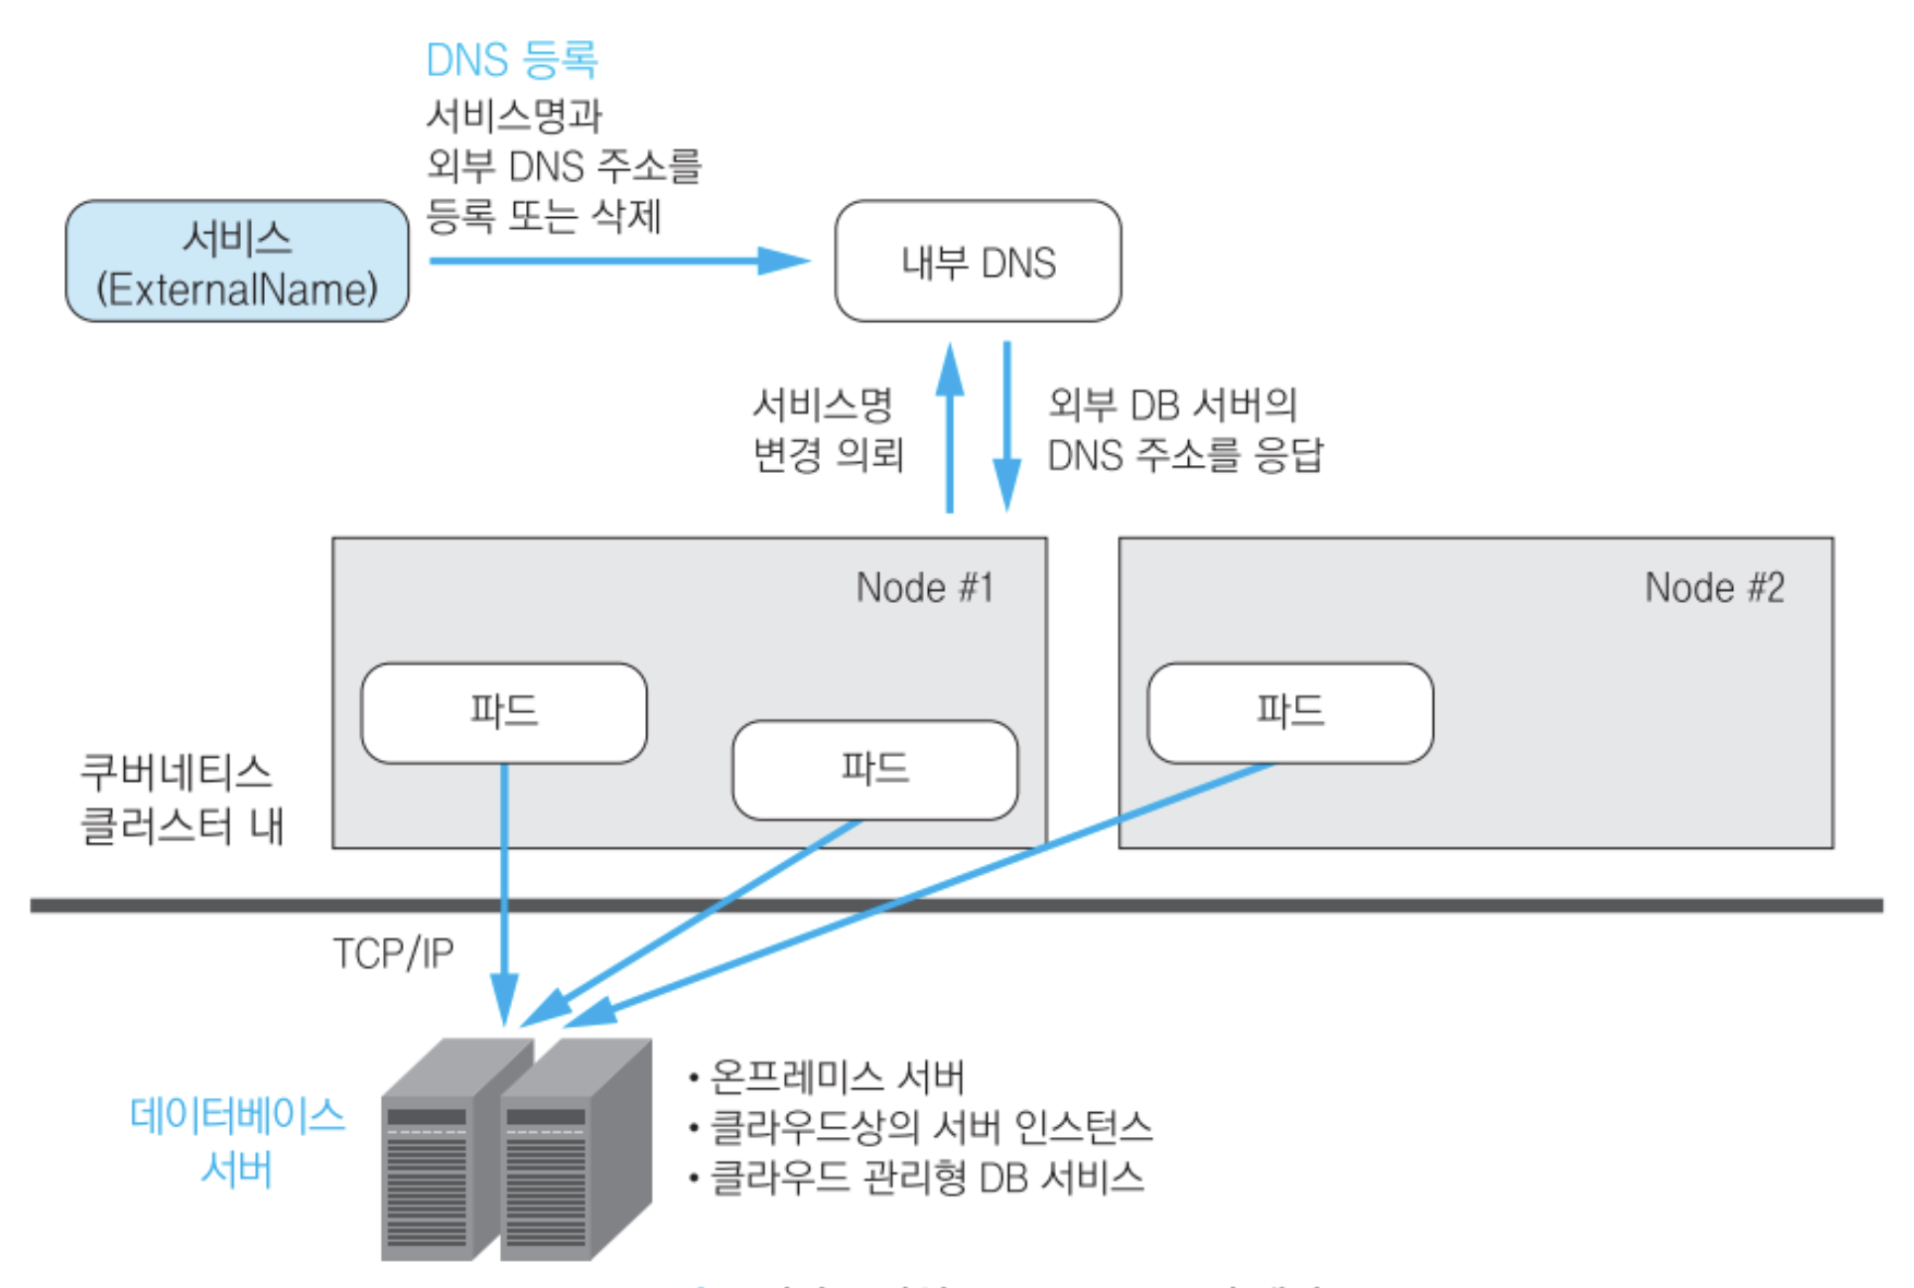 DNS 등록
서비스명과
외부 DNS 주소를
등록 또는 삭제
서비스
(ExternalName)
내부 DNS
서비스명
변경 의뢰
외부 DB 서버의
DNS 주소를 응답
Node #1
Node #2
파드
파드
파드
쿠버네티스
클러스터 내
TCP/IP
데이터베이스
서버
• 온프레미스 서버
• 클라우드상의 서버 인스턴스
• 클라우드 관리형 DB 서비스